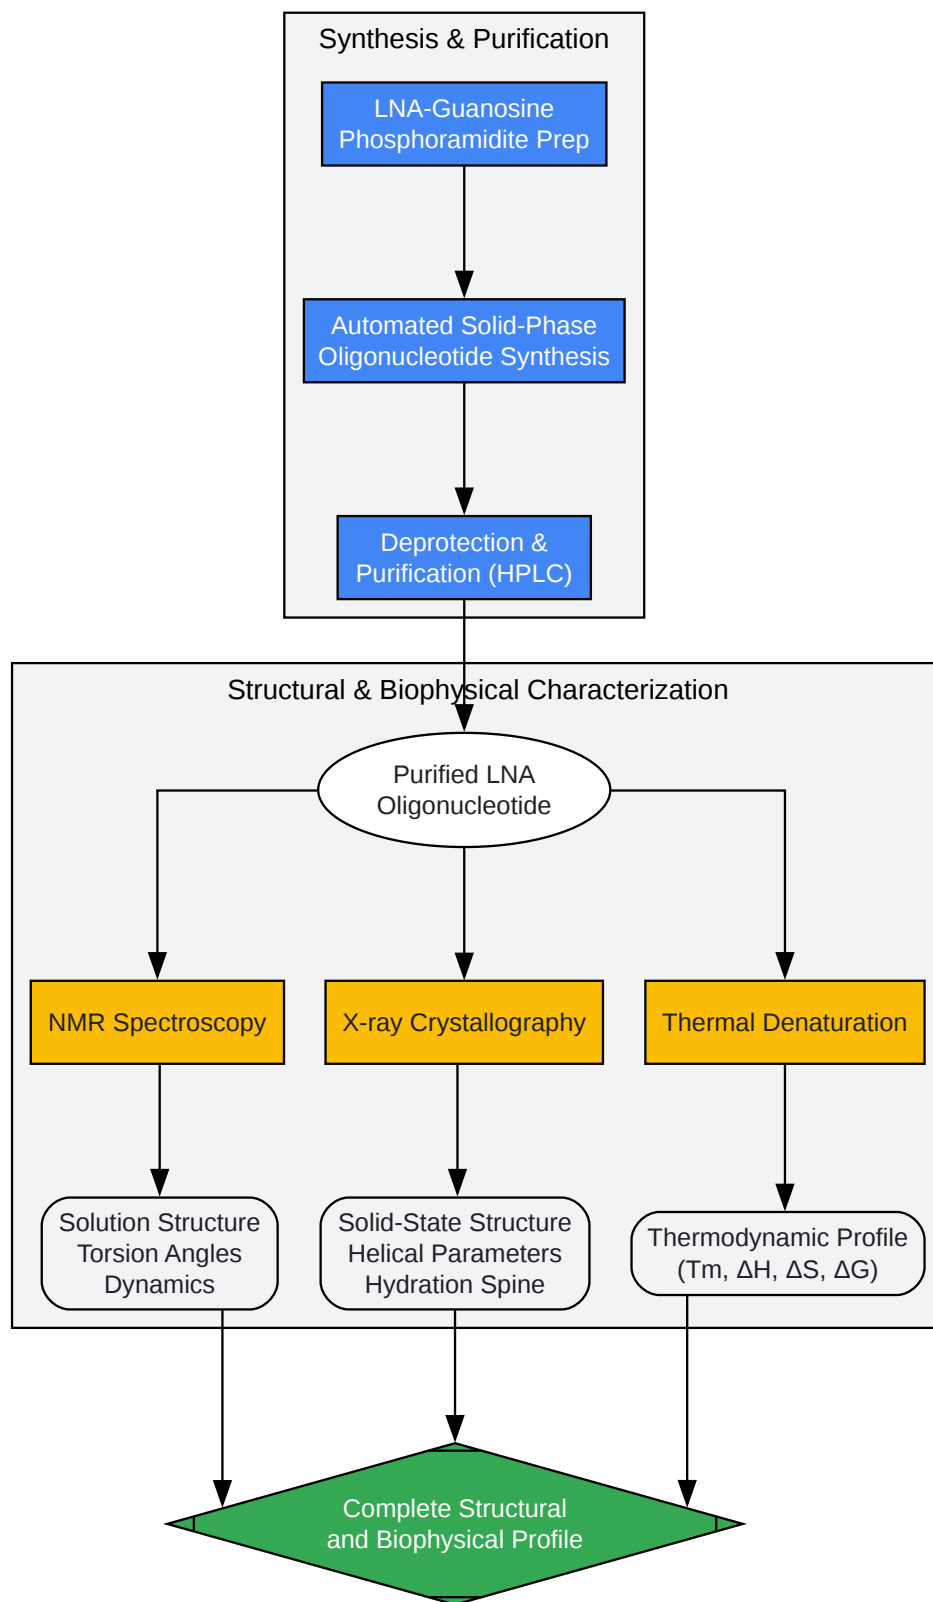 Synthesis & Purification
LNA-Guanosine
Phosphoramidite Prep
Automated Solid-Phase
Oligonucleotide Synthesis
Deprotection &
Purification (HPLC)
Structural & Biophysical Characterization
Purified LNA
Oligonucleotide
NMR Spectroscopy
X-ray Crystallography
Thermal Denaturation
Solution Structure
Torsion Angles
Dynamics
Solid-State Structure
Helical Parameters
Hydration Spine
Thermodynamic Profile
(Tm, ΔH, ΔS, ΔG)
Complete Structural
and Biophysical Profile